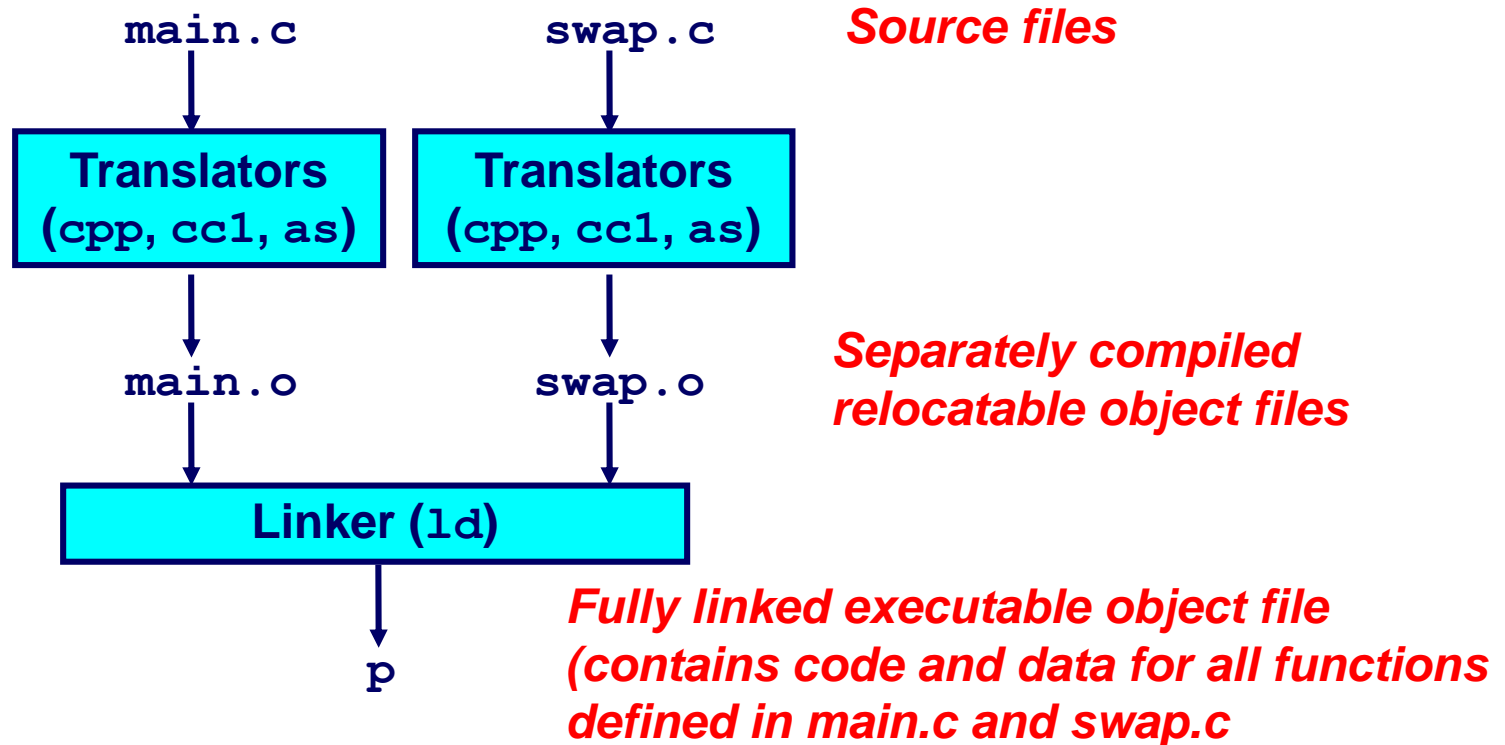 main.c swap.c Source files
Translators Translators
(cpp, cc1, as) (cpp, cc1, as)
Separately compiled
main.o swap.o
relocatable object files
Linker (ld)
Fully linked executable object file
p (contains code and data for all functions
defined in main.c and swap.c